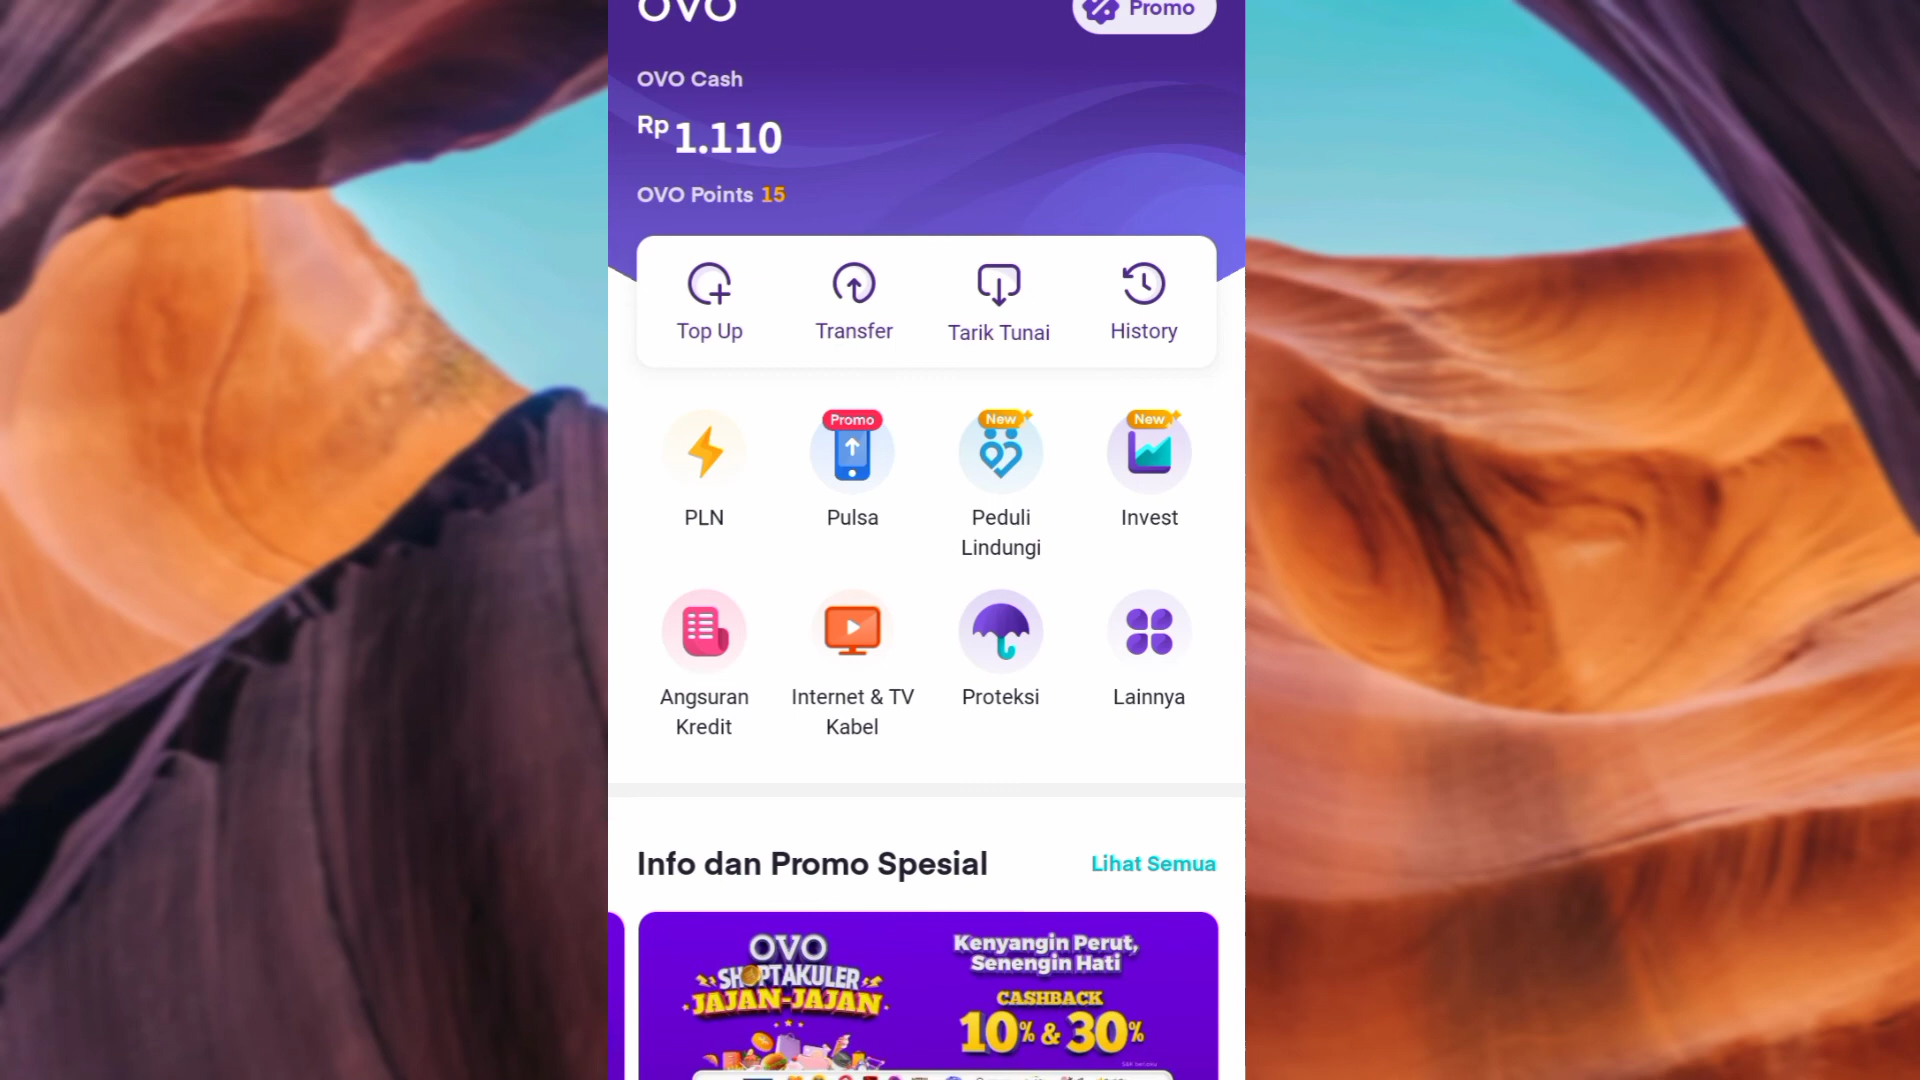 OVO
Promo
OVO Cash
Rp 1.110
OVO Points 15
Top Up
Transfer
Tarik Tunai
History
Promo
New
New
PLN
Pulsa
Peduli
Lindungi
Invest
Angsuran
Kredit
Internet & TV
Kabel
Proteksi
Lainnya
Info dan Promo Spesial
Lihat Semua
OVO
SHOPTAKULER
JAJAN-JAJAN
Kenyangin Perut,
Senengin Hati
CASHBACK
10% & 30%